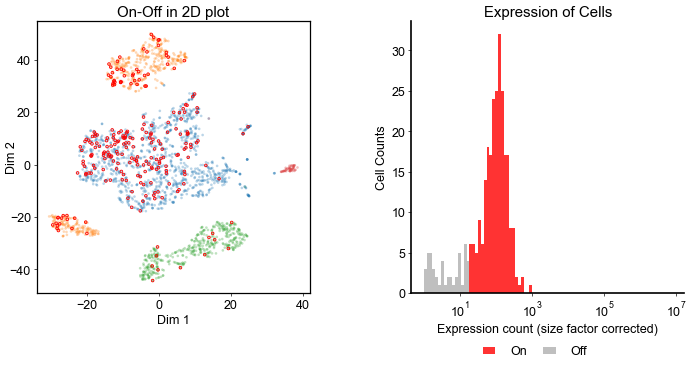 On-Off in 2D plot
Expression of Cells
Dim 2
40
20
0
−20
−40
−20
0
20
40
Dim 1
Cell Counts
30
25
20
15
10
5
0
10^1
10^3
10^5
10^7
Expression count (size factor corrected)
On Off